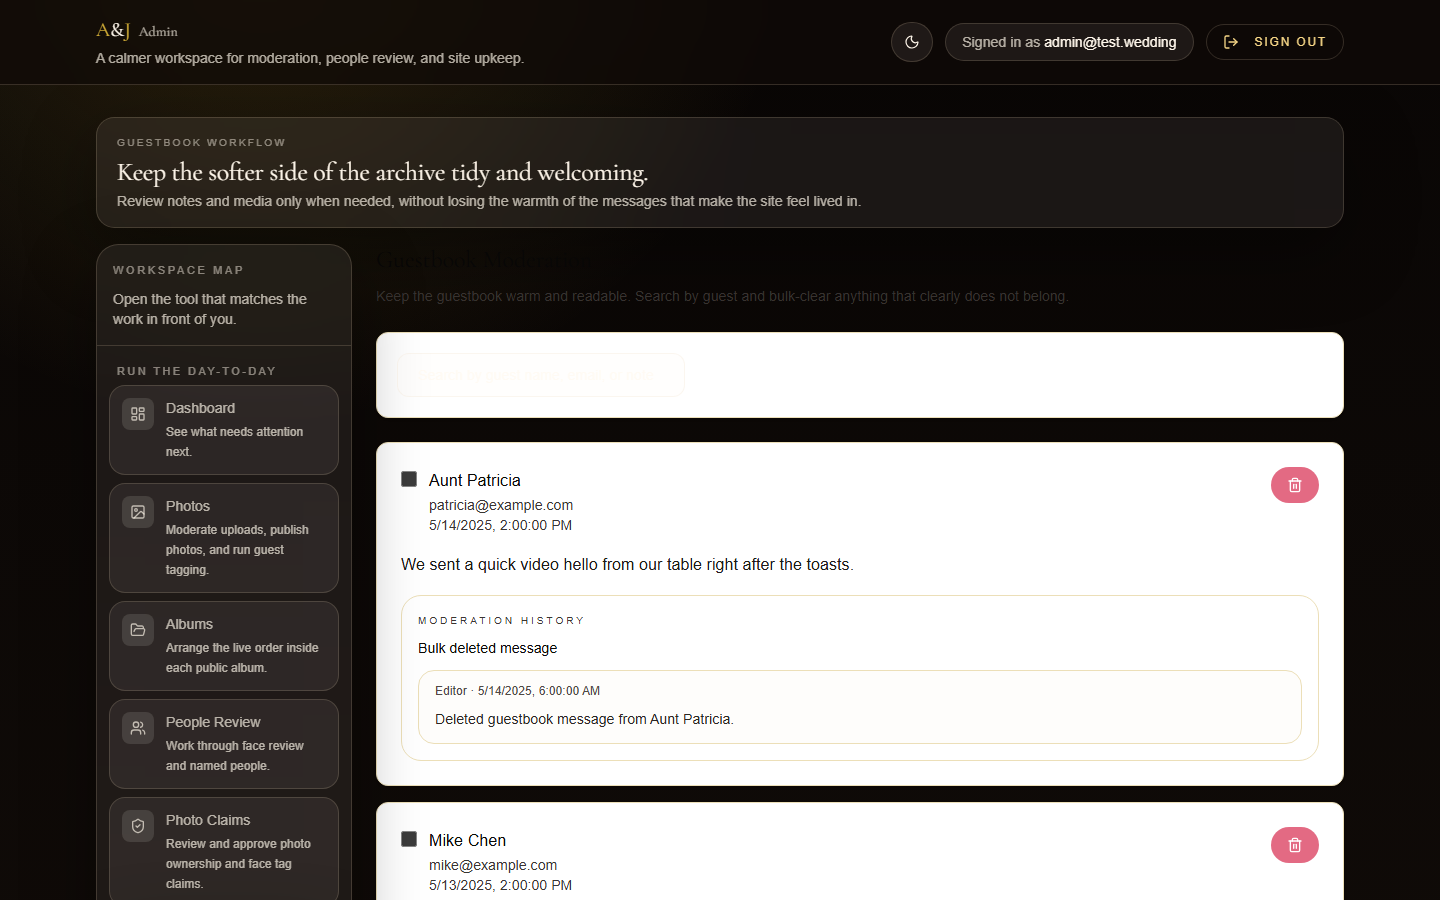 A&J Admin
A calmer workspace for moderation, people review, and site upkeep.
Signed in as admin@test.wedding
SIGN OUT
GUESTBOOK WORKFLOW
Keep the softer side of the archive tidy and welcoming.
Review notes and media only when needed, without losing the warmth of the messages that make the site feel lived in.
WORKSPACE MAP
Open the tool that matches the
work in front of you.
RUN THE DAY-TO-DAY
Dashboard
See what needs attention
next.
Photos
Moderate uploads, publish
photos, and run guest
tagging.
Albums
Arrange the live order inside
each public album.
People Review
Work through face review
and named people.
Photo Claims
Review and approve photo
ownership and face tag
claims.
Guestbook
Keep the guestbook warm and readable. Search by guest and bulk-clear anything that clearly does not belong.
Aunt Patricia
patricia@example.com
5/14/2025, 2:00:00 PM
We sent a quick video hello from our table right after the toasts.
MODERATION HISTORY
Bulk deleted message
Editor · 5/14/2025, 6:00:00 AM
Deleted guestbook message from Aunt Patricia.
Mike Chen
mike@example.com
5/13/2025, 2:00:00 PM